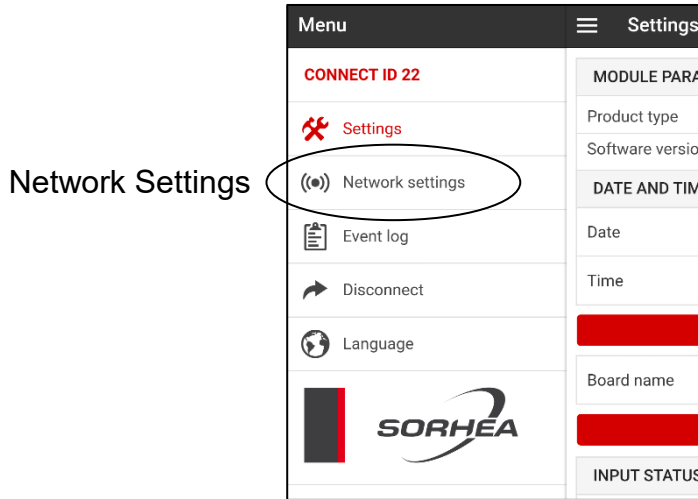 Menu
CONNECT ID 22
Settings
Network settings
Event log
Disconnect
Language
SORHEA
Network Settings
Settings
MODULE PARA
Product type
Software versio
DATE AND TIM
Date
Time
Board name
INPUT STATUS